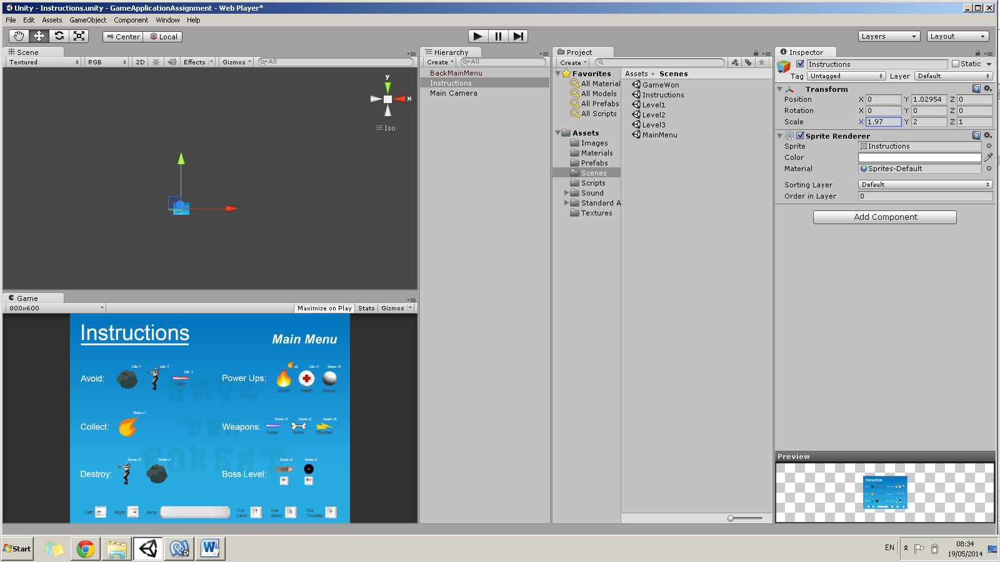 Unity - Instructions.unity - GameApplicationAssignment - Web Player*
File Edit Assets GameObject Component Window Help
Center Local
Layers Layout
Scene
Textured RGB 2D Effects Gizmos All
y
x
Iso
Game
800x600 Maximize on Play Stats Gizmos
Instructions
Main Menu
Avoid:
Life -1
Life -1
Life -1
Laser
Power Ups:
x5
Life +1
Score +3
Shield
Health
Bonus
SAVE
THE
FOREST
Collect:
Score +1
Weapons:
Score +1
Score +2
Score +5
Laser
Bone
Thunder
Destroy:
Score +1
Score +1
Boss Level:
Score +5
Score +7
Left: Right: Jump: Fire Laser: Fire Bone: S Fire Thunder F
Hierarchy
Create All
BackMainMenu
Instructions
Main Camera
Project
Create
Favorites
All Material
All Models
All Prefabs
All Scripts
Assets
Images
Materials
Prefabs
Scenes
Scripts
Sound
Standard A
Textures
Assets Scenes
GameWon
Instructions
Level1
Level2
Level3
MainMenu
Inspector
Instructions Static
Tag Untagged Layer Default
Transform
Position X 0 Y 1.02954 Z 0
Rotation X 0 Y 0 Z 0
Scale X 1.97 Y 2 Z 1
Sprite Renderer
Sprite Instructions
Color
Material Sprites-Default
Sorting Layer Default
Order in Layer 0
Add Component
Preview
Instructions
Start
W
EN
08:34
19/05/2014